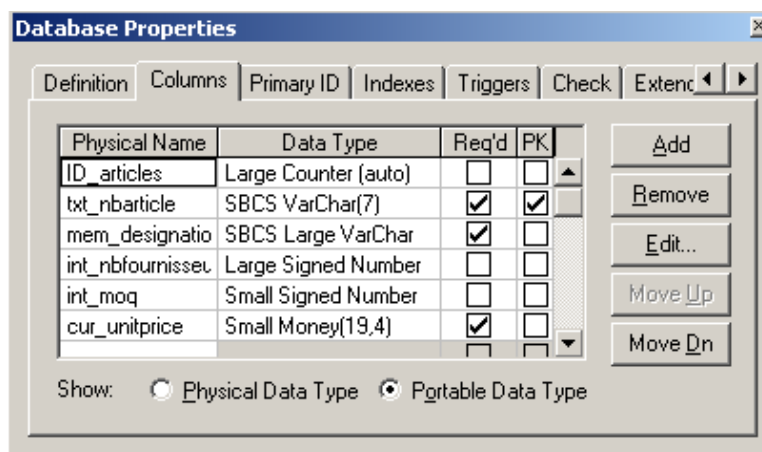 Database Properties
Definition Columns Primary ID Indexes Triggers Check Extend
Physical Name Data Type Req'd PK
ID_articles Large Counter (auto)
txt_nbarticle SBCS VarChar(7)
mem_designatio SBCS Large VarChar
int_nbfournisseu Large Signed Number
int_moq Small Signed Number
cur_unitprice Small Money(19,4)
Add
Remove
Edit...
Move Up
Move Dn
Show: Physical Data Type Portable Data Type